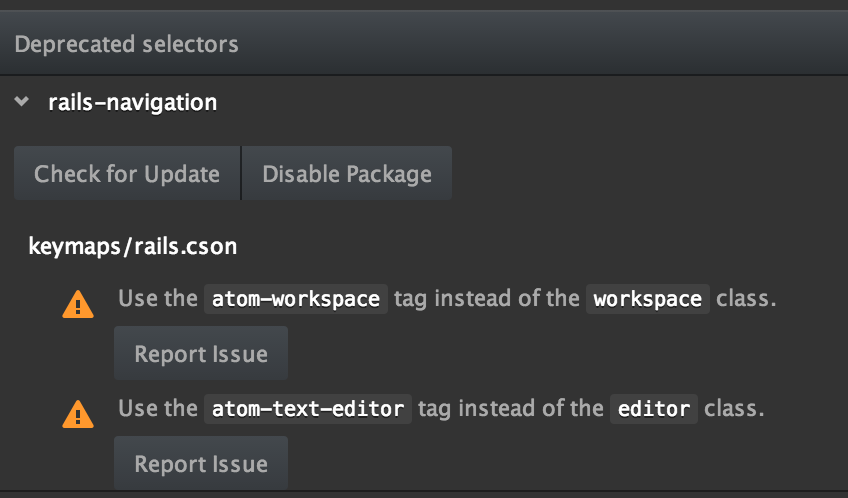 Deprecated selectors
rails-navigation
Check for Update Disable Package
keymaps/rails.cson
Use the atom-workspace tag instead of the workspace class.
Report Issue
Use the atom-text-editor tag instead of the editor class.
Report Issue